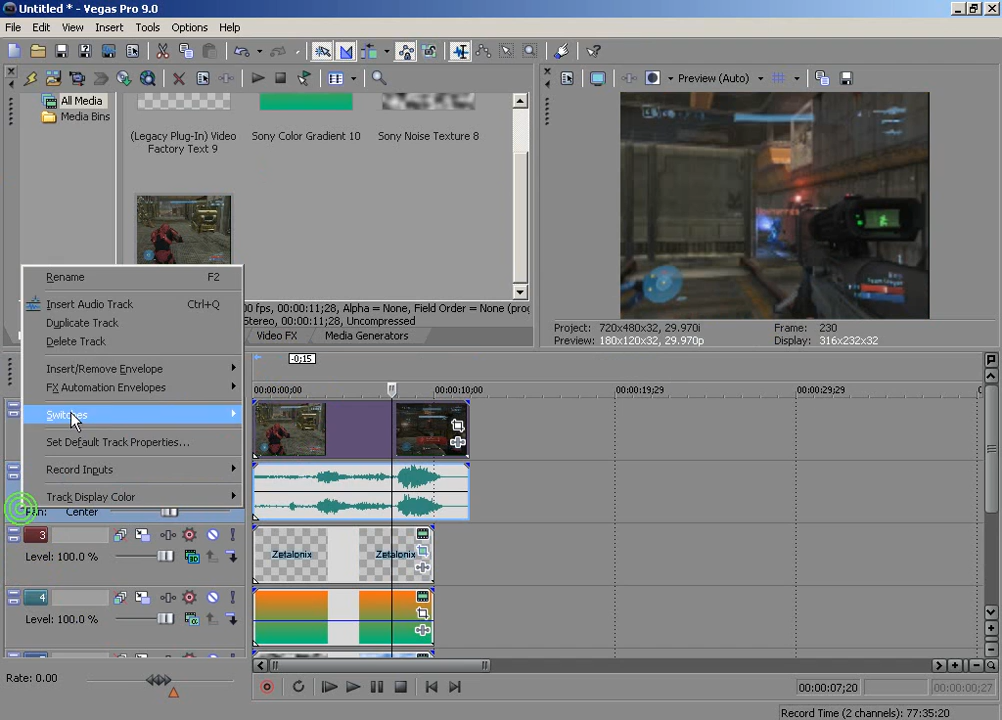 Untitled * - Vegas Pro 9.0
File Edit View Insert Tools Options Help
Preview (Auto)
All Media
Media Bins
(Legacy Plug-In) Video Factory Text 9
Sony Color Gradient 10
Sony Noise Texture 8
0 fps, 00:00:11;28, Alpha = None, Field Order = None (prog
Stereo, 00:00:11;28, Uncompressed
Video FX
Media Generators
Project: 720x480x32, 29.970i
Preview: 180x120x32, 29.970p
Frame: 230
Display: 316x232x32
Rename F2
Insert Audio Track Ctrl+Q
Duplicate Track
Delete Track
Insert/Remove Envelope
FX Automation Envelopes
Switches
Set Default Track Properties...
Record Inputs
Track Display Color
-0;15
00:00:00;00
00:00:10;00
00:00:19;29
00:00:29;29
Pan: Center
3
Level: 100.0 %
Zetalonix
Zetalonix
4
Level: 100.0 %
Rate: 0.00
00:00:07;20
00:00:00;27
Record Time (2 channels): 77:35:20